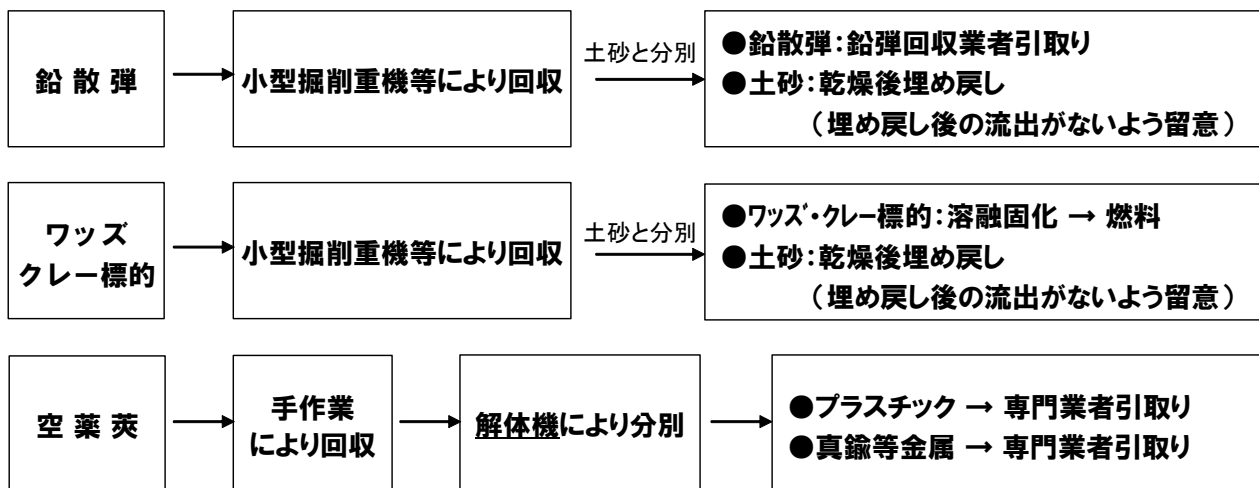 鉛 散 弾
小型掘削重機等により回収
土砂と分別
●鉛散弾:鉛弾回収業者引取り
●土砂:乾燥後埋め戻し
(埋め戻し後の流出がないよう留意)
ワッズ
クレー標的
小型掘削重機等により回収
土砂と分別
●ワッズ・クレー標的:溶融固化 → 燃料
●土砂:乾燥後埋め戻し
(埋め戻し後の流出がないよう留意)
空 薬 莢
手作業
により回収
解体機により分別
●プラスチック → 専門業者引取り
●真鍮等金属 → 専門業者引取り